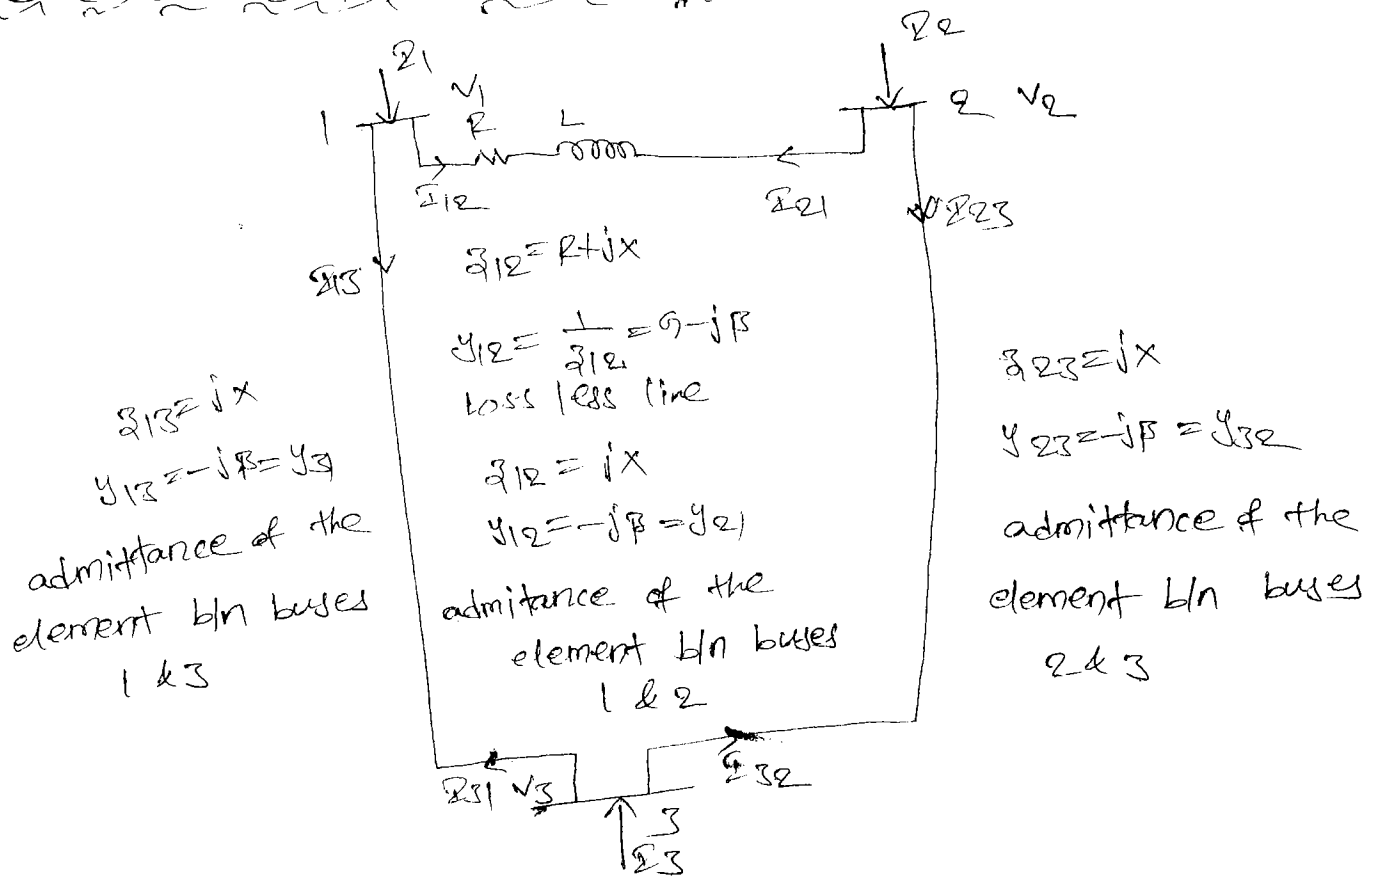 I1
I2
V1
1
R
L
2 V2
I12
I21
I23
I13
z12 = R+jx
y12 = 1/z12 = G-jB
loss less line
z12 = jx
y12 = -jB = y21
admitance of the
element b/n buses
1 & 2
z13 = jx
y13 = -jB = y31
admittance of the
element b/n buses
1 & 3
z23 = jx
y23 = -jB = y32
admittance of the
element b/n buses
2 & 3
I31 V3
I32
3
I3